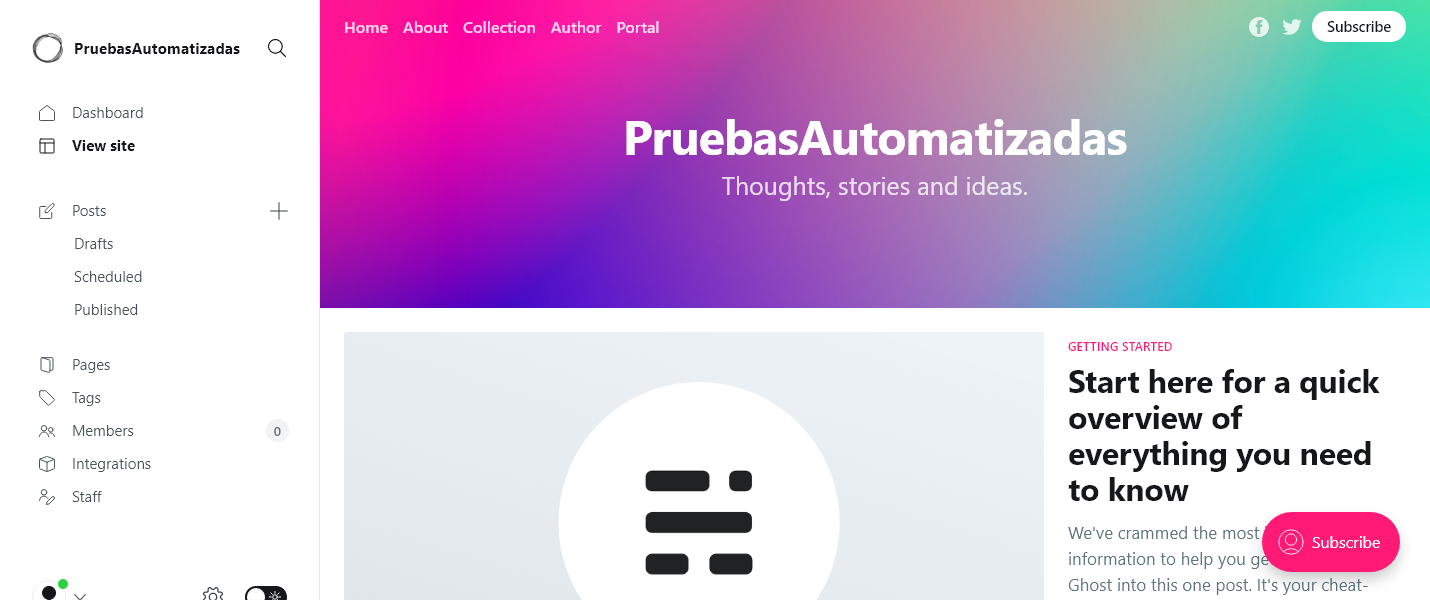 PruebasAutomatizadas
Dashboard
View site
Posts
Drafts
Scheduled
Published
Pages
Tags
Members 0
Integrations
Staff
Home About Collection Author Portal
Subscribe
PruebasAutomatizadas
Thoughts, stories and ideas.
GETTING STARTED
Start here for a quick
overview of
everything you need
to know
We've crammed the most
information to help you ge
Ghost into this one post. It's your cheat-
Subscribe